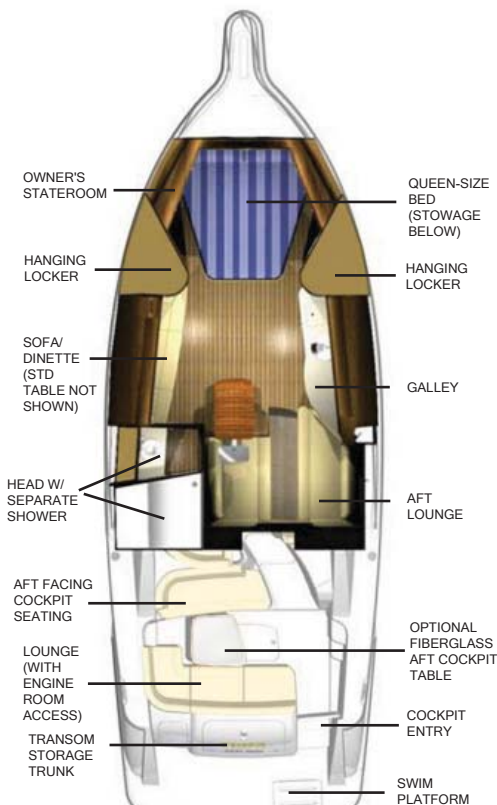 OWNER'S
STATEROOM
QUEEN-SIZE
BED
(STOWAGE
BELOW)
HANGING
LOCKER
HANGING
LOCKER
SOFA/
DINETTE
(STD
TABLE NOT
SHOWN)
GALLEY
HEAD W/
SEPARATE
SHOWER
AFT
LOUNGE
AFT FACING
COCKPIT
SEATING
OPTIONAL
FIBERGLASS
AFT COCKPIT
TABLE
LOUNGE
(WITH
ENGINE
ROOM
ACCESS)
COCKPIT
ENTRY
TRANSOM
STORAGE
TRUNK
SWIM
PLATFORM